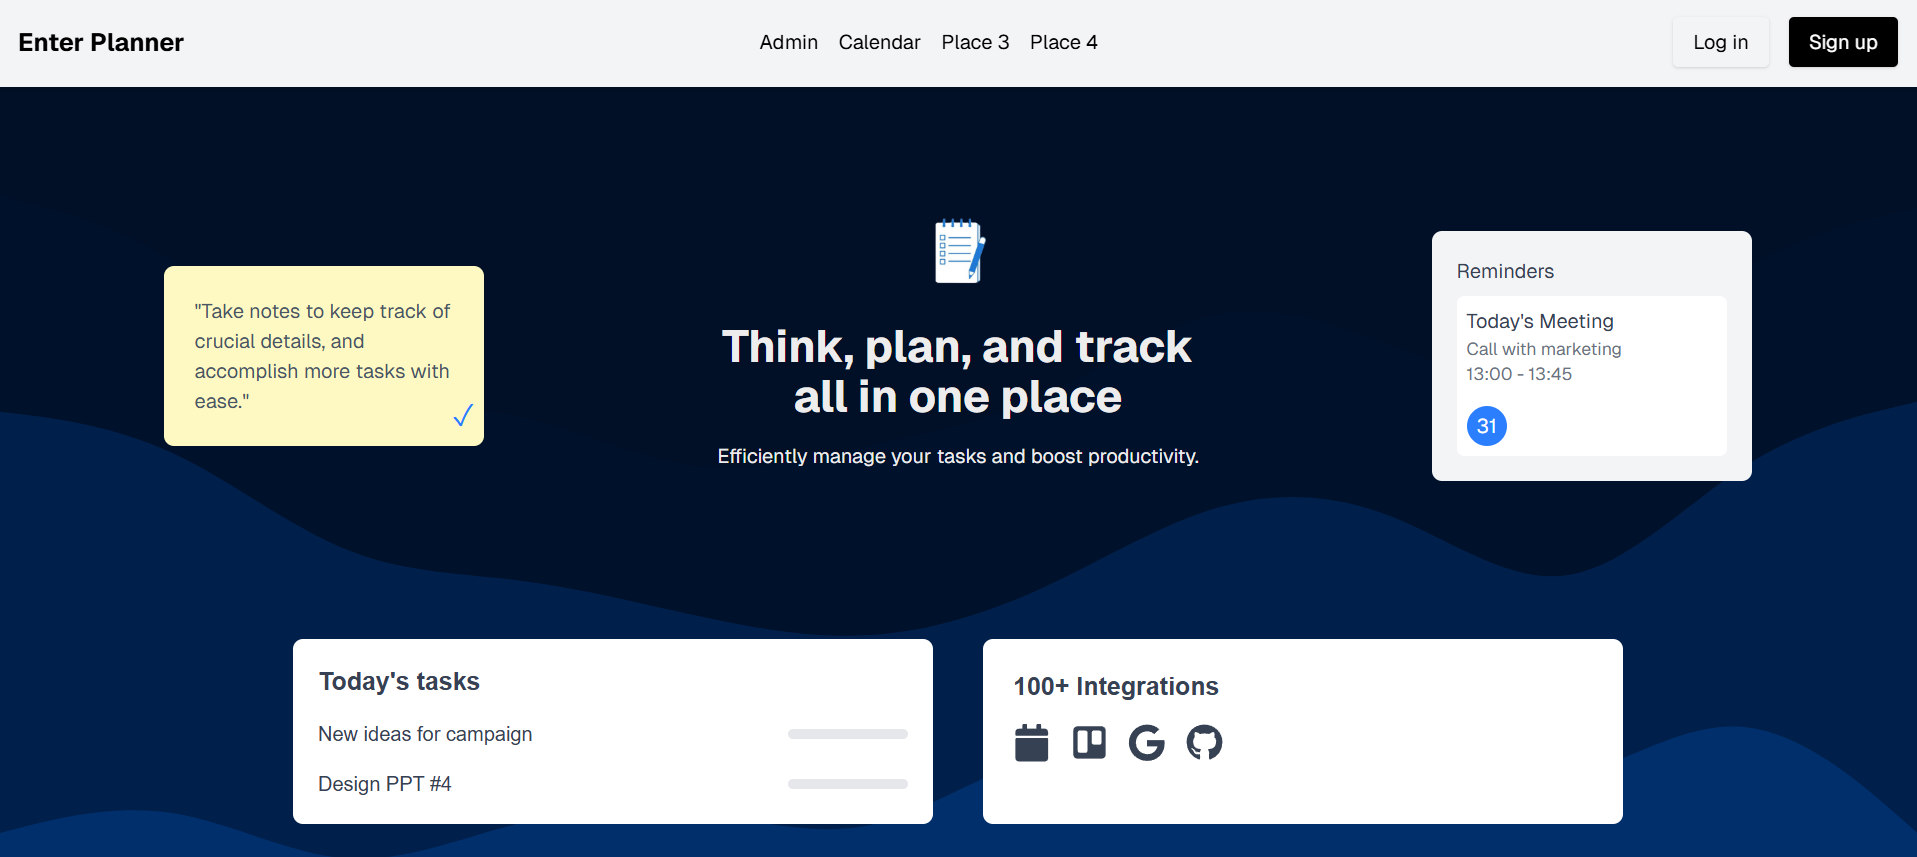 Enter Planner
Admin Calendar Place 3 Place 4
Log in
Sign up
"Take notes to keep track of
crucial details, and
accomplish more tasks with
ease."
Think, plan, and track
all in one place
Efficiently manage your tasks and boost productivity.
Reminders
Today's Meeting
Call with marketing
13:00 - 13:45
31
Today's tasks
New ideas for campaign
Design PPT #4
100+ Integrations